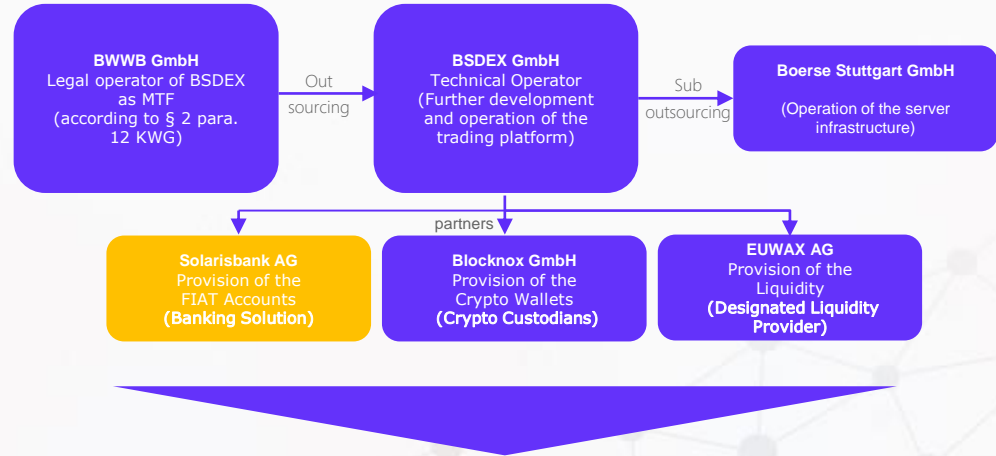 BWWB GmbH
Legal operator of BSDEX
as MTF
(according to § 2 para.
12 KWG)
Out
sourcing
BSDEX GmbH
Technical Operator
(Further development
and operation of the
trading platform)
Sub
outsourcing
Boerse Stuttgart GmbH
(Operation of the server
infrastructure)
partners
Solarisbank AG
Provision of the
FIAT Accounts
(Banking Solution)
Blocknox GmbH
Provision of the
Crypto Wallets
(Crypto Custodians)
EUWAX AG
Provision of the
Liquidity
(Designated Liquidity
Provider)